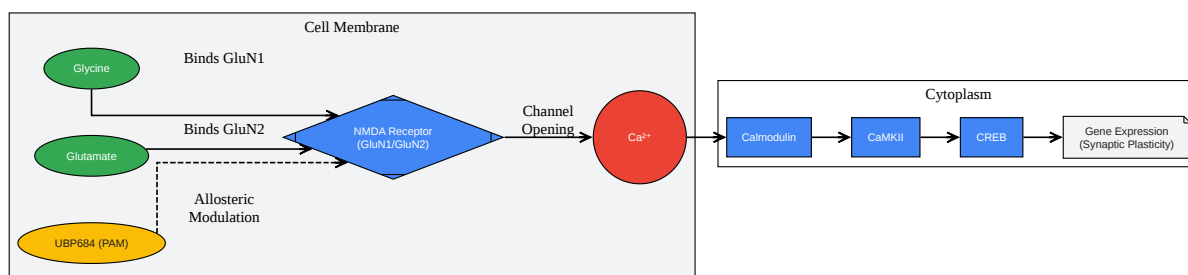 Cell Membrane
Binds GluN1
Glycine
Binds GluN2
Glutamate
NMDA Receptor
(GluN1/GluN2)
Allosteric
Modulation
UBP684 (PAM)
Channel
Opening
Ca²⁺
Cytoplasm
Calmodulin
CaMKII
CREB
Gene Expression
(Synaptic Plasticity)